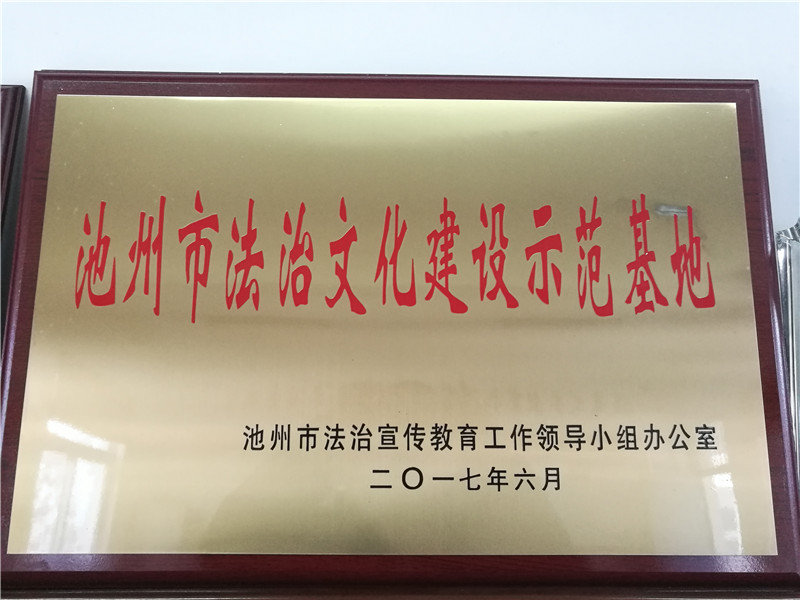 池州市法治文化建设示范基地
池州市法治宣传教育工作领导小组办公室
二〇一七年六月